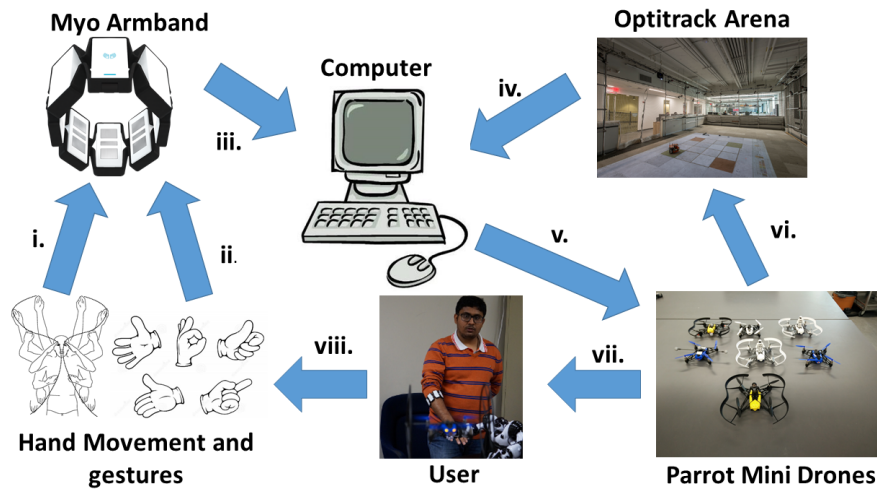 Myo Armband
Optitrack Arena
Computer
iii.
iv.
i.
ii.
v.
vi.
viii.
vii.
Hand Movement and
gestures
User
Parrot Mini Drones